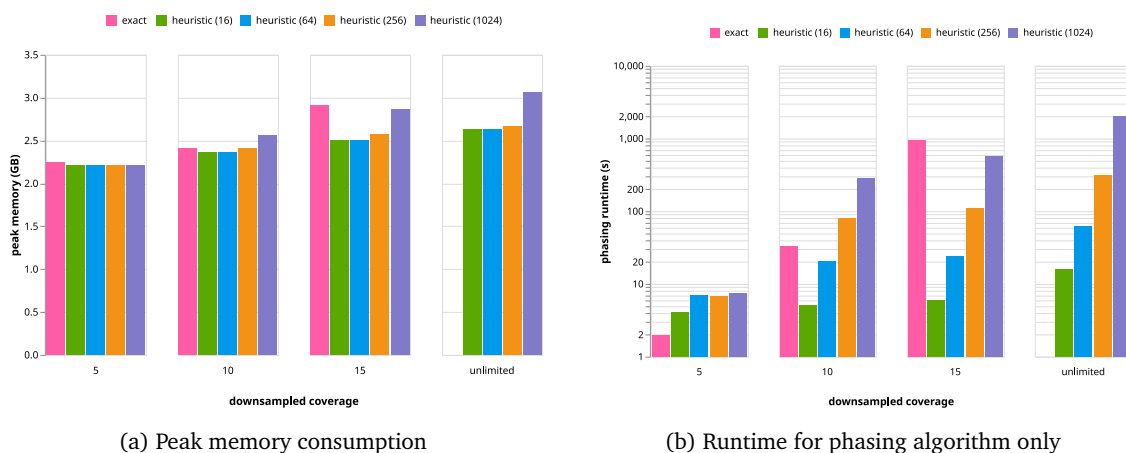 exact heuristic (16) heuristic (64) heuristic (256) heuristic (1024)
peak memory (GB)
3.5
3.0
2.5
2.0
1.5
1.0
0.5
0.0
5 10 15 unlimited
downsampled coverage
(a) Peak memory consumption
exact heuristic (16) heuristic (64) heuristic (256) heuristic (1024)
phasing runtime (s)
10,000
2,000
1,000
200
100
20
10
2
1
5 10 15 unlimited
downsampled coverage
(b) Runtime for phasing algorithm only